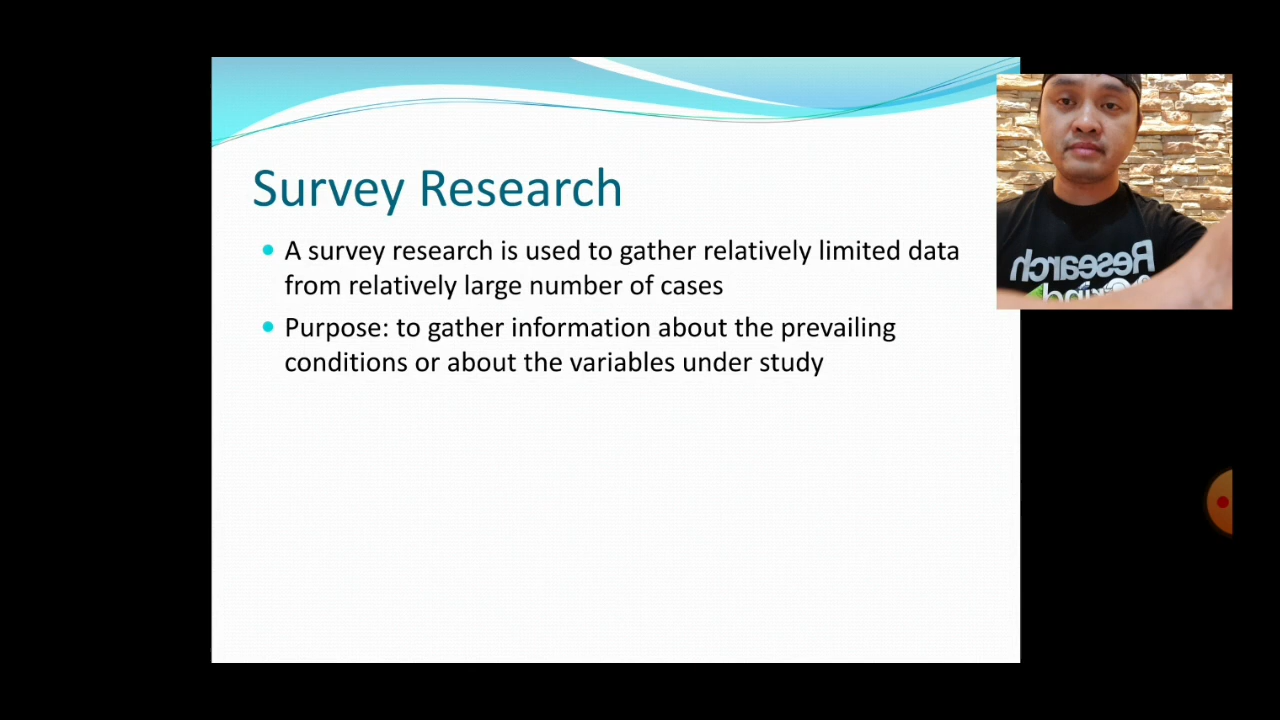 Survey Research
A survey research is used to gather relatively limited data
from relatively large number of cases
Purpose: to gather information about the prevailing
conditions or about the variables under study
Research